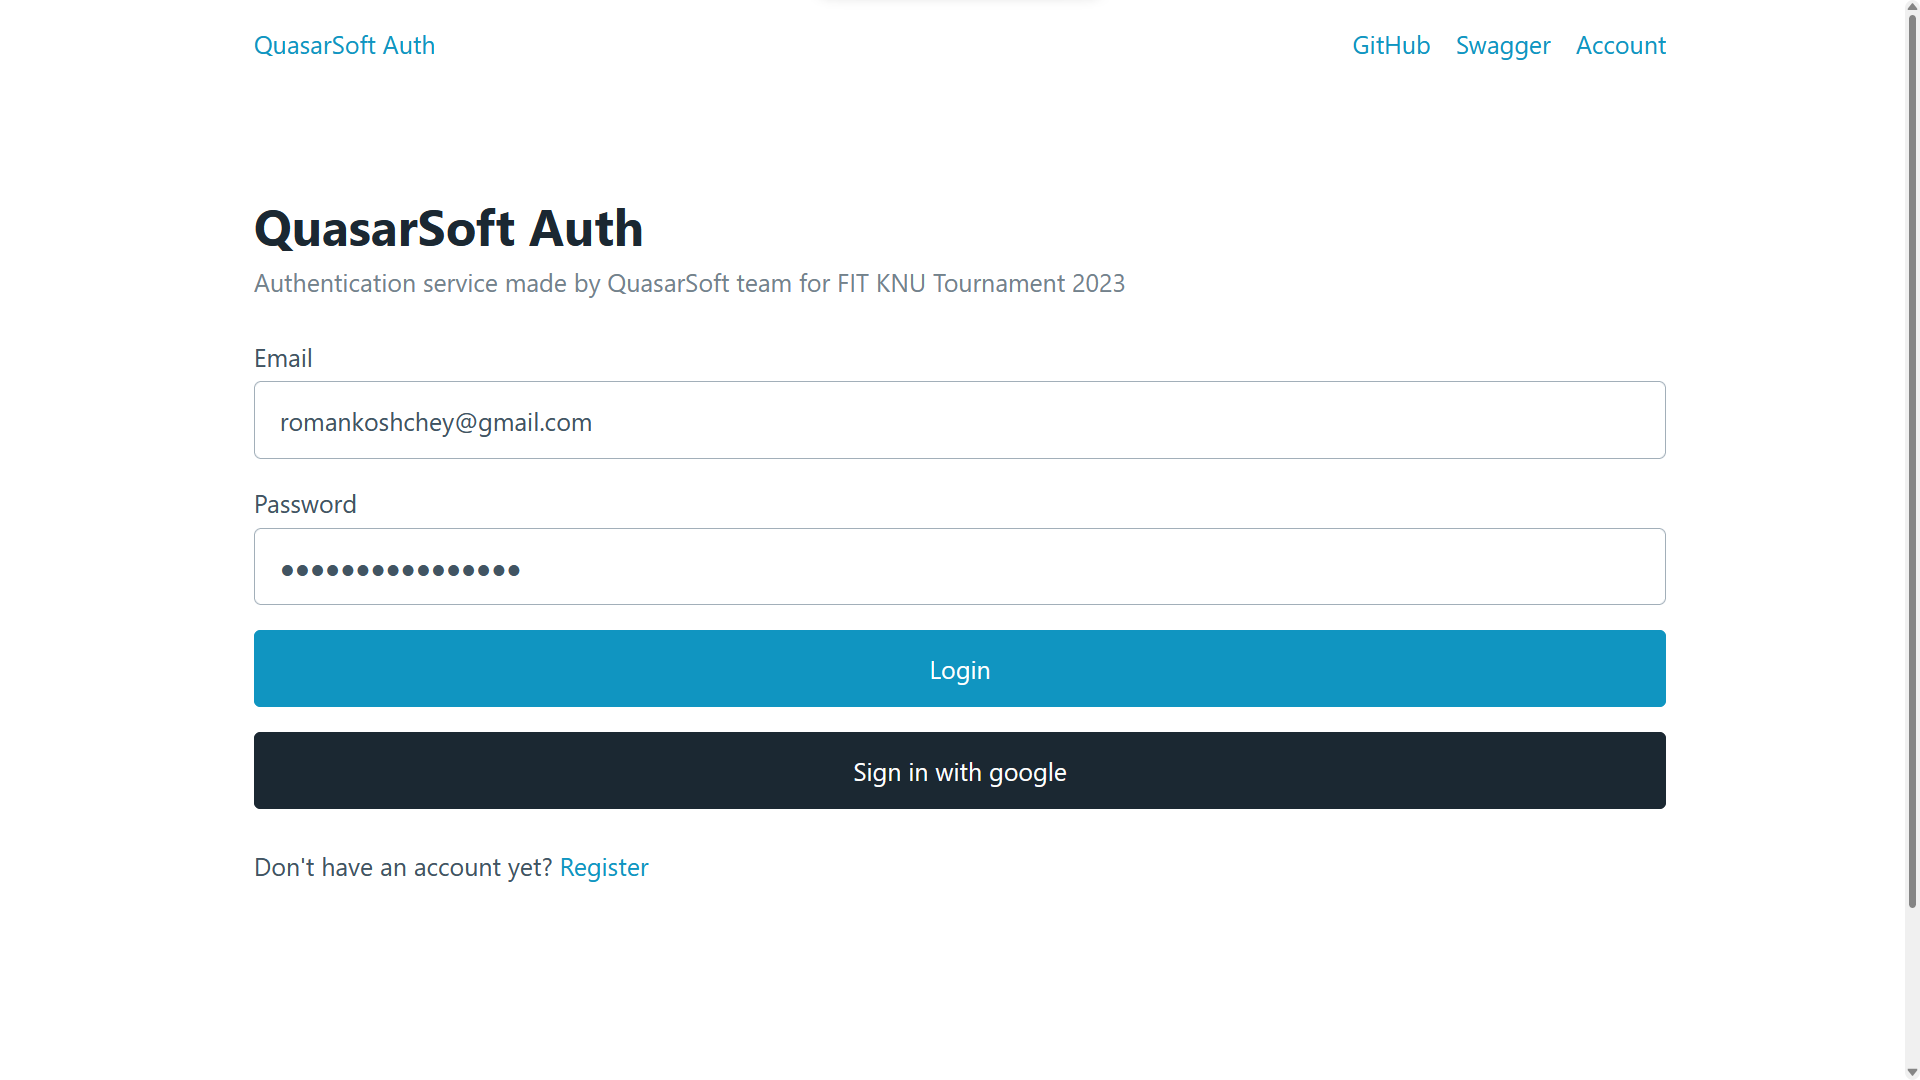 QuasarSoft Auth
GitHub Swagger Account
QuasarSoft Auth
Authentication service made by QuasarSoft team for FIT KNU Tournament 2023
Email
romankoshchey@gmail.com
Password
••••••••••••••••
Login
Sign in with google
Don't have an account yet? Register